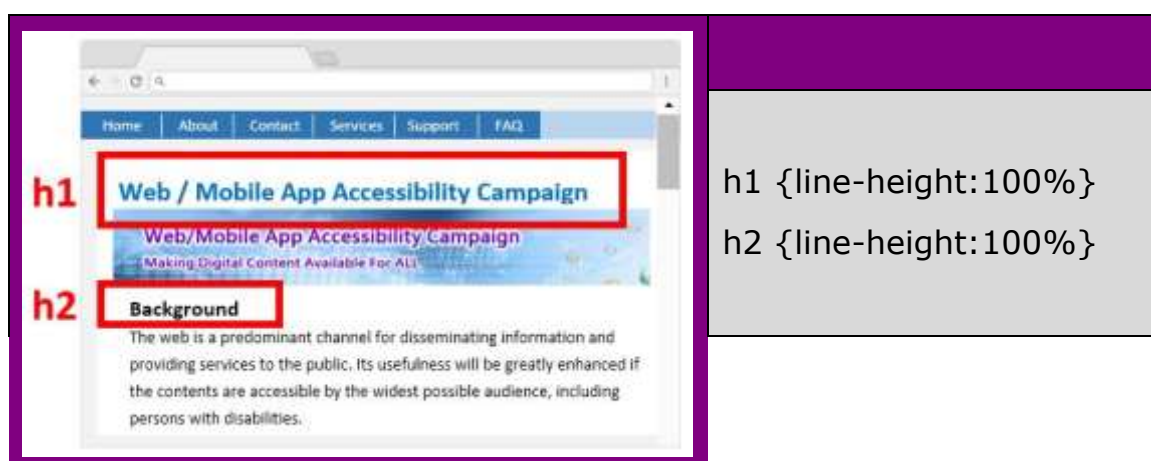 Home About Contact Services Support FAQ
h1
Web / Mobile App Accessibility Campaign
Web/Mobile App Accessibility Campaign
Making Digital Content Available For ALL
h2
Background
The web is a predominant channel for disseminating information and
providing services to the public. Its usefulness will be greatly enhanced if
the contents are accessible by the widest possible audience, including
persons with disabilities.
h1 {line-height:100%}
h2 {line-height:100%}